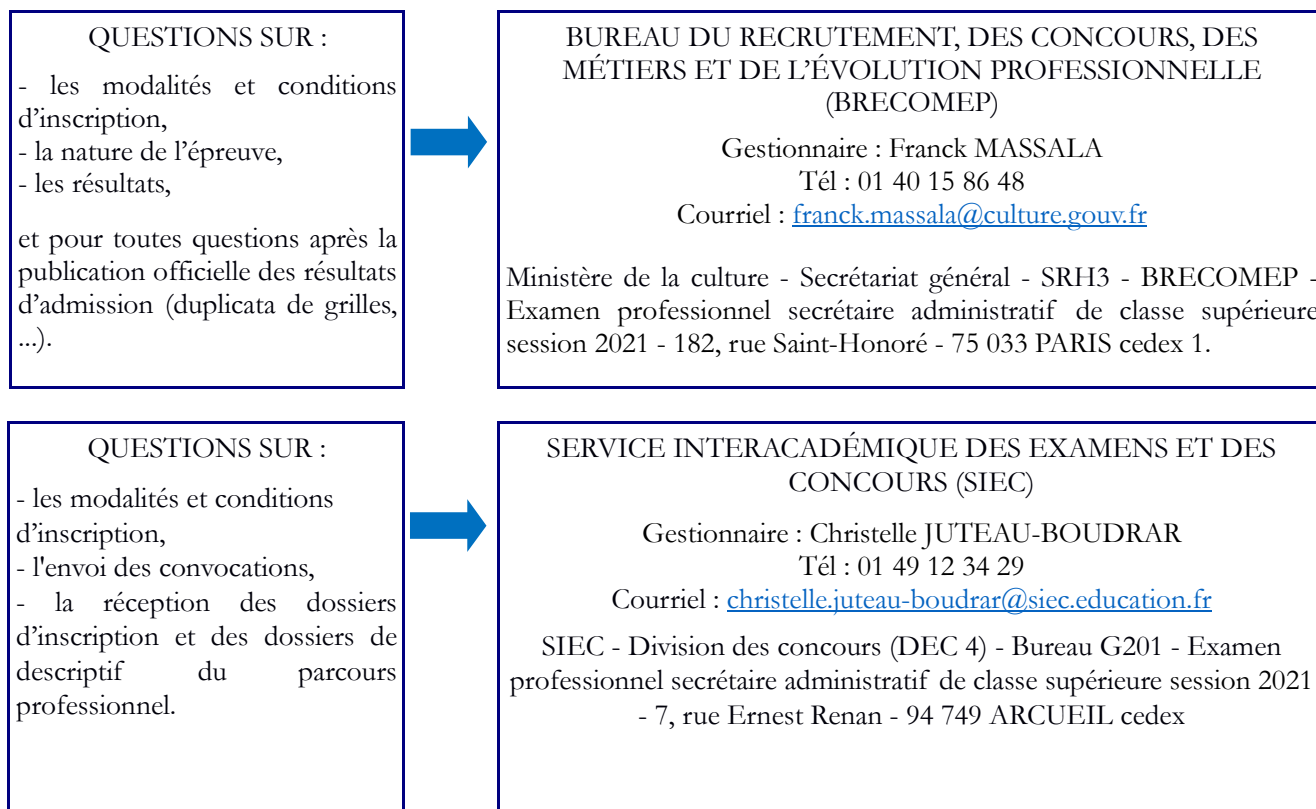 QUESTIONS SUR :
- les modalités et conditions
d’inscription,
- la nature de l’épreuve,
- les résultats,
et pour toutes questions après la
publication officielle des résultats
d’admission (duplicata de grilles,
...).
BUREAU DU RECRUTEMENT, DES CONCOURS, DES
MÉTIERS ET DE L’ÉVOLUTION PROFESSIONNELLE
(BRECOMEP)
Gestionnaire : Franck MASSALA
Tél : 01 40 15 86 48
Courriel : franck.massala@culture.gouv.fr
Ministère de la culture - Secrétariat général - SRH3 - BRECOMEP -
Examen professionnel secrétaire administratif de classe supérieure
session 2021 - 182, rue Saint-Honoré - 75 033 PARIS cedex 1.
QUESTIONS SUR :
- les modalités et conditions
d’inscription,
- l'envoi des convocations,
- la réception des dossiers
d’inscription et des dossiers de
descriptif du parcours
professionnel.
SERVICE INTERACADÉMIQUE DES EXAMENS ET DES
CONCOURS (SIEC)
Gestionnaire : Christelle JUTEAU-BOUDRAR
Tél : 01 49 12 34 29
Courriel : christelle.juteau-boudrar@siec.education.fr
SIEC - Division des concours (DEC 4) - Bureau G201 - Examen
professionnel secrétaire administratif de classe supérieure session 2021
- 7, rue Ernest Renan - 94 749 ARCUEIL cedex